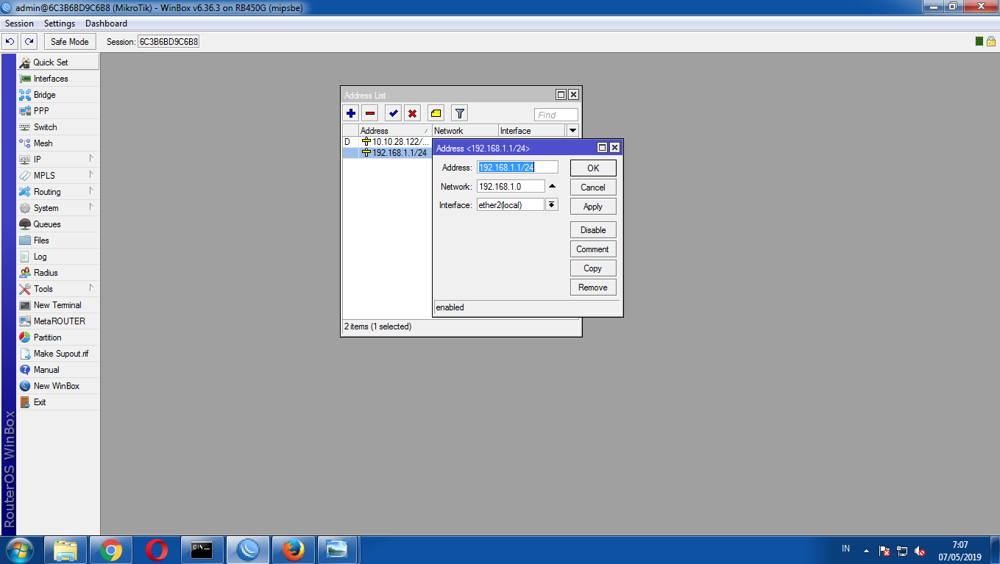 admin@6C3B6BD9C6B8 (MikroTik) - WinBox v6.36.3 on RB450G (mipsbe)
Session Settings Dashboard
Safe Mode Session: 6C3B6BD9C6B8
Quick Set
Interfaces
Bridge
PPP
Switch
Mesh
IP
MPLS
Routing
System
Queues
Files
Log
Radius
Tools
New Terminal
MetaROUTER
Partition
Make Supout.rif
Manual
New WinBox
Exit
RouterOS WinBox
Address List
Find
Address Network Interface
D 10.10.28.122/...
192.168.1.1/24
2 items (1 selected)
Address <192.168.1.1/24>
Address: 192.168.1.1/24
Network: 192.168.1.0
Interface: ether2(local)
OK
Cancel
Apply
Disable
Comment
Copy
Remove
enabled
C:\._
IN
7:07
07/05/2019